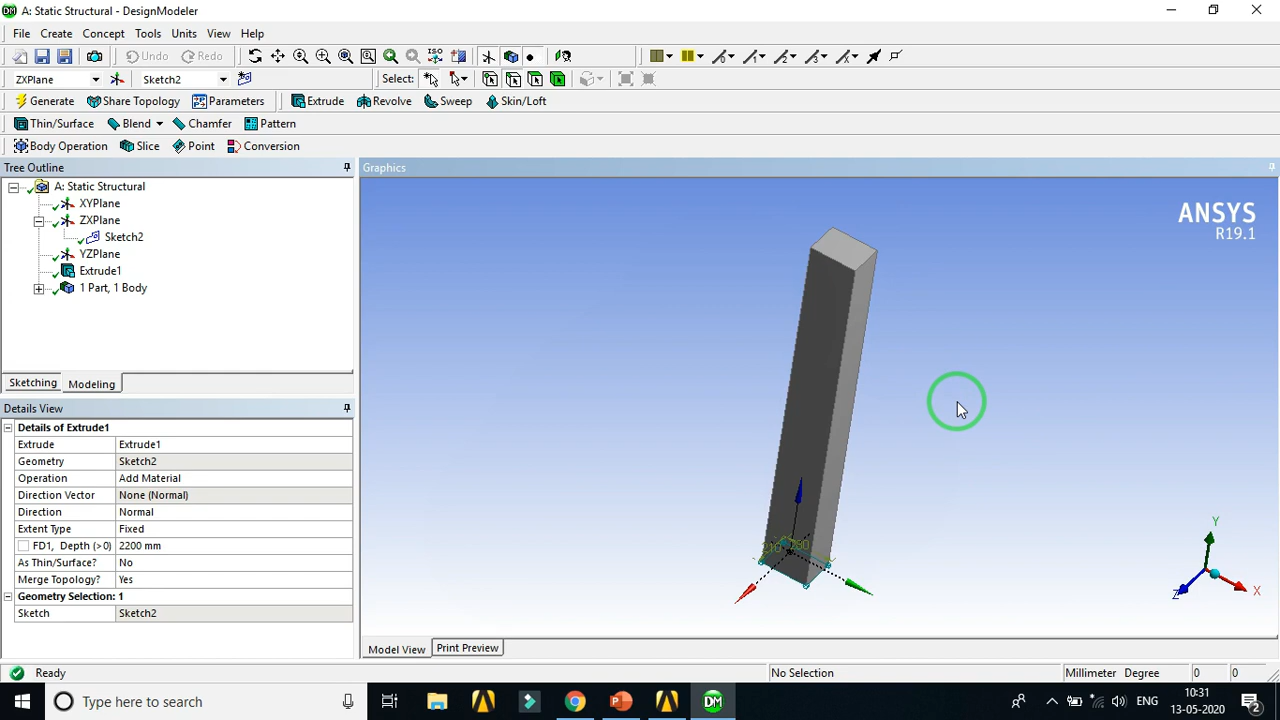 A: Static Structural - DesignModeler
File Create Concept Tools Units View Help
Undo Redo ISO
ZXPlane Sketch2 Select:
Generate Share Topology Parameters Extrude Revolve Sweep Skin/Loft
Thin/Surface Blend Chamfer Pattern
Body Operation Slice Point Conversion
Tree Outline
A: Static Structural
XYPlane
ZXPlane
Sketch2
YZPlane
Extrude1
1 Part, 1 Body
Sketching Modeling
Details View
Details of Extrude1
Extrude Extrude1
Geometry Sketch2
Operation Add Material
Direction Vector None (Normal)
Direction Normal
Extent Type Fixed
FD1, Depth (>0) 2200 mm
As Thin/Surface? No
Merge Topology? Yes
Geometry Selection: 1
Sketch Sketch2
Graphics
ANSYS
R19.1
Y
X
Z
Model View Print Preview
Ready No Selection Millimeter Degree 0 0
Type here to search
DM
ENG
10:31
13-05-2020
2